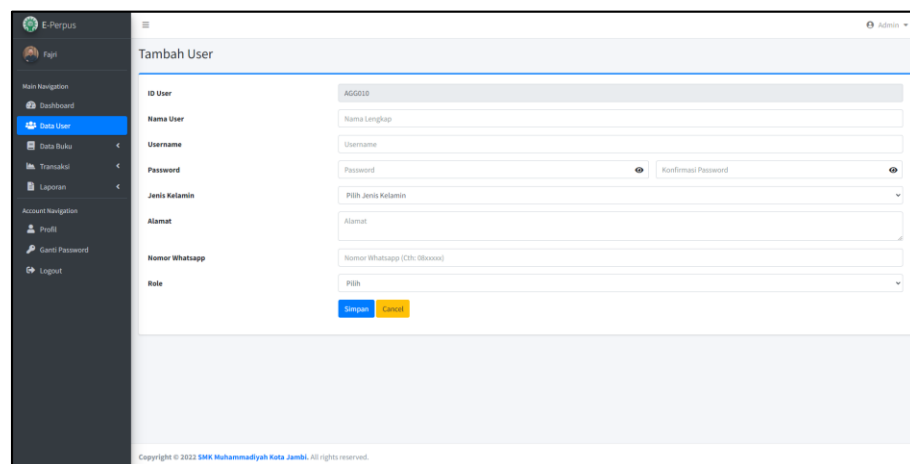 E-Perpus
Admin
Fajri
Tambah User
Main Navigation
Dashboard
Data User
Data Buku
Transaksi
Laporan
Account Navigation
Profil
Ganti Password
Logout
ID User
AGG010
Nama User
Nama Lengkap
Username
Username
Password
Password
Konfirmasi Password
Jenis Kelamin
Pilih Jenis Kelamin
Alamat
Alamat
Nomor Whatsapp
Nomor Whatsapp (Cth: 08xxxxx)
Role
Pilih
Simpan
Cancel
Copyright © 2022 SMK Muhammadiyah Kota Jambi. All rights reserved.